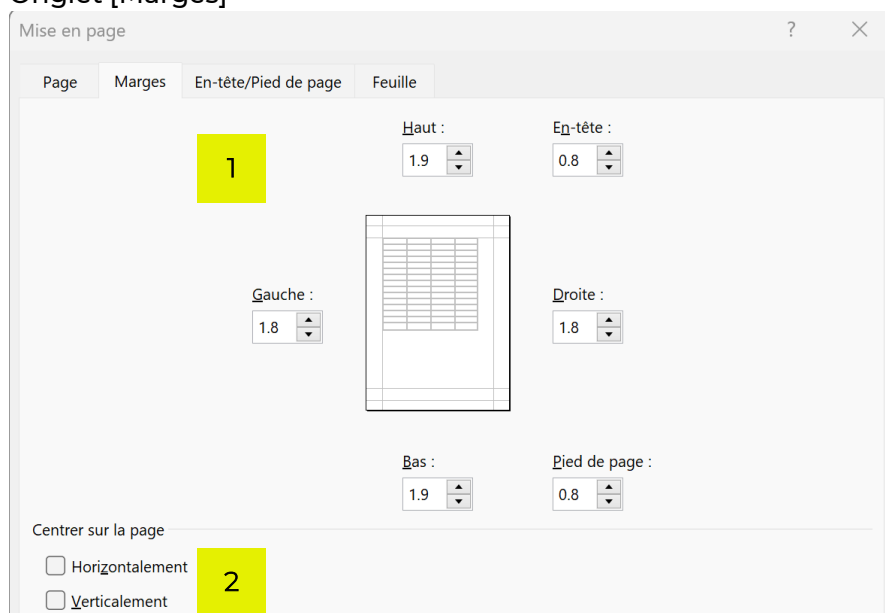 Onglet [Marges]
Mise en page ? ×
Page Marges En-tête/Pied de page Feuille
Haut : En-tête :
1 1.9 0.8
Gauche : Droite :
1.8 1.8
Bas : Pied de page :
1.9 0.8
Centrer sur la page
Horizontalement
2
Verticalement